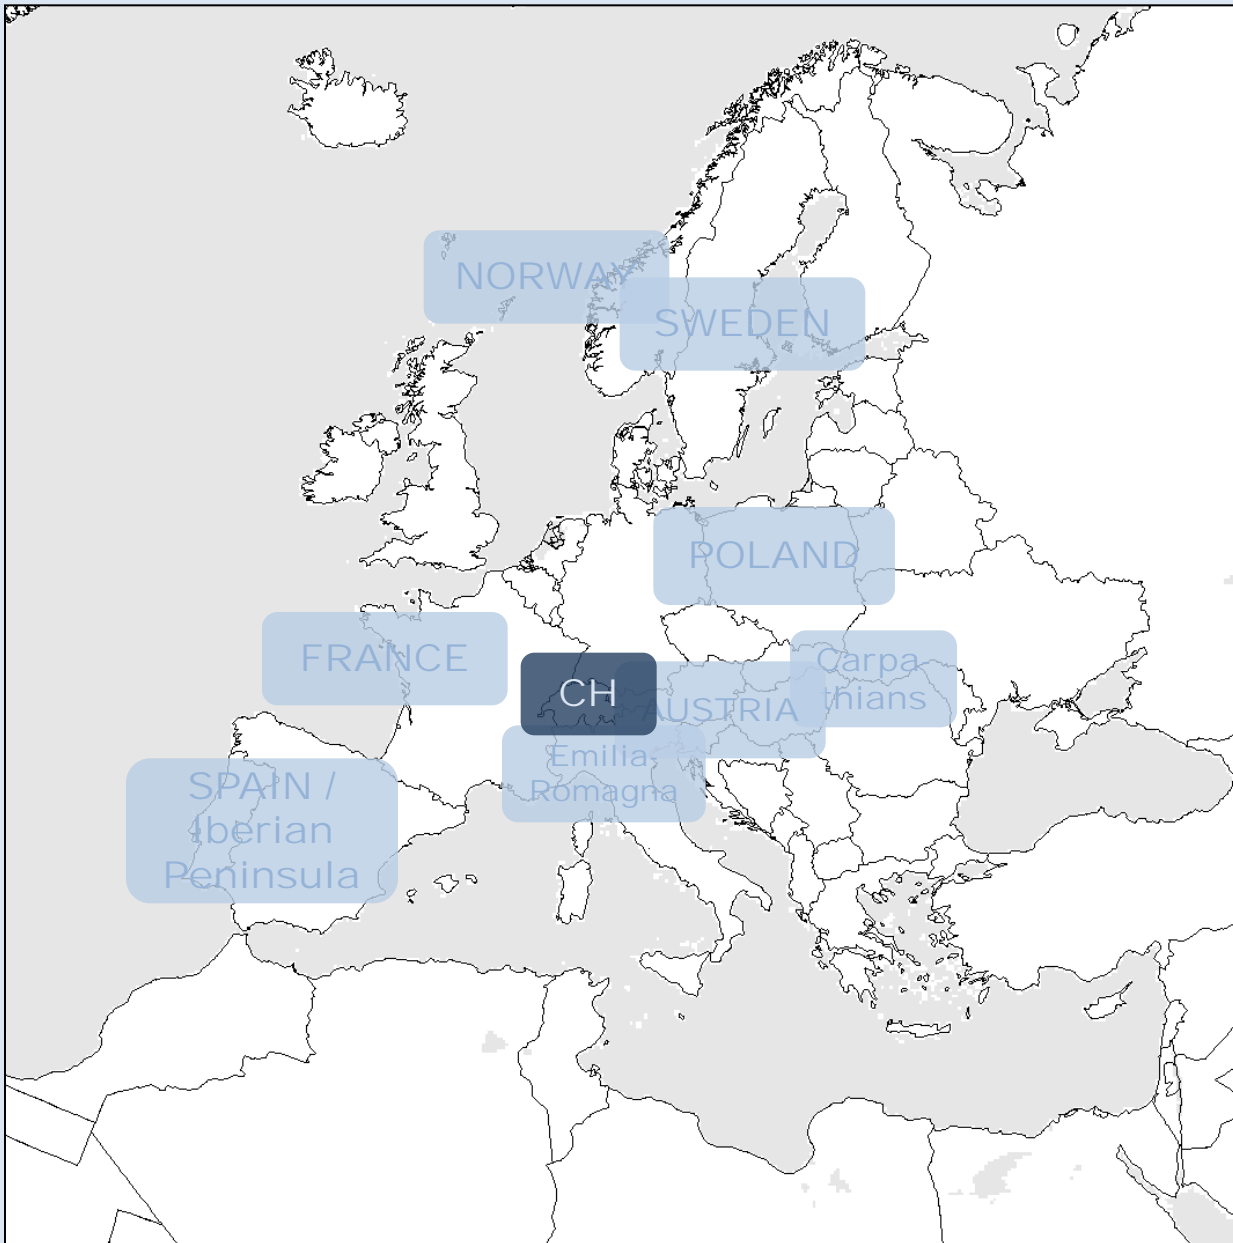 NORWAY
SWEDEN
POLAND
FRANCE
Carpa
thians
CH
AUSTRIA
Emilia-
Romagna
SPAIN /
Iberian
Peninsula